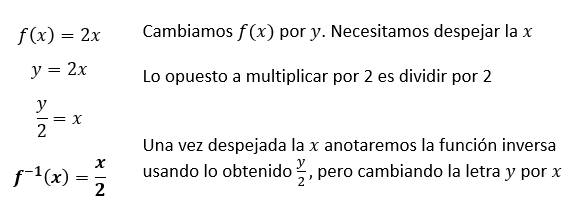 f(x) = 2x Cambiamos f(x) por y. Necesitamos despejar la x
y = 2x Lo opuesto a multiplicar por 2 es dividir por 2
y/2 = x
Una vez despejada la x anotaremos la función inversa
f⁻¹(x) = x/2 usando lo obtenido y/2, pero cambiando la letra y por x